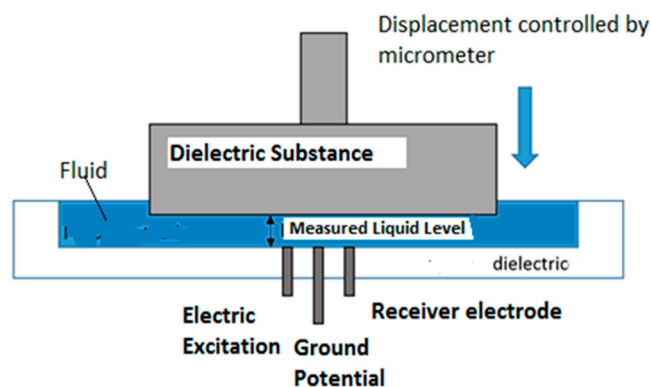 Displacement controlled by
micrometer
Dielectric Substance
Fluid
Measured Liquid Level
dielectric
Electric
Excitation
Ground
Potential
Receiver electrode